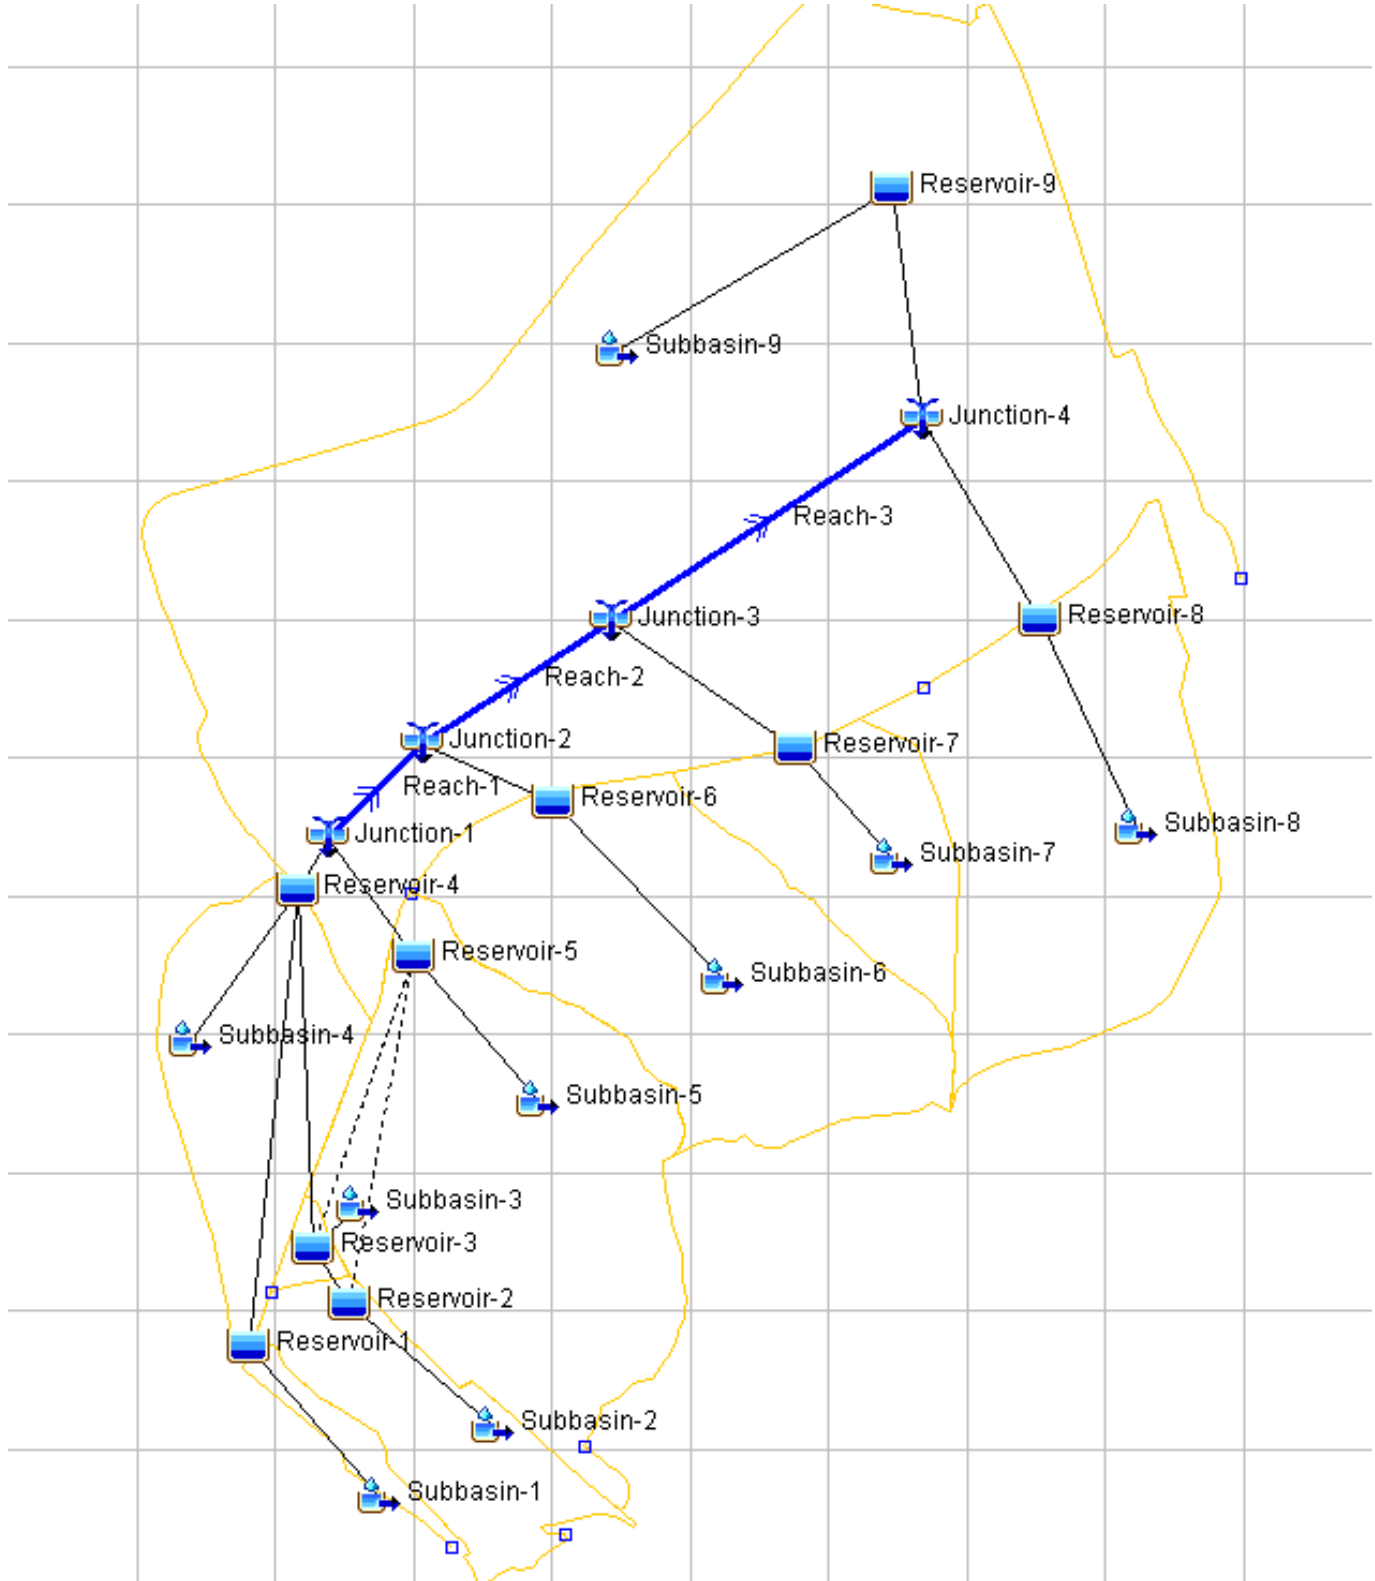 Reservoir-9
Subbasin-9
Junction-4
Reach-3
Junction-3
Reservoir-8
Reach-2
Junction-2
Reservoir-7
Reach-1
Reservoir-6
Subbasin-8
Junction-1
Subbasin-7
Reservoir-4
Reservoir-5
Subbasin-6
Subbasin-4
Subbasin-5
Subbasin-3
Reservoir-3
Reservoir-2
Reservoir-1
Subbasin-2
Subbasin-1